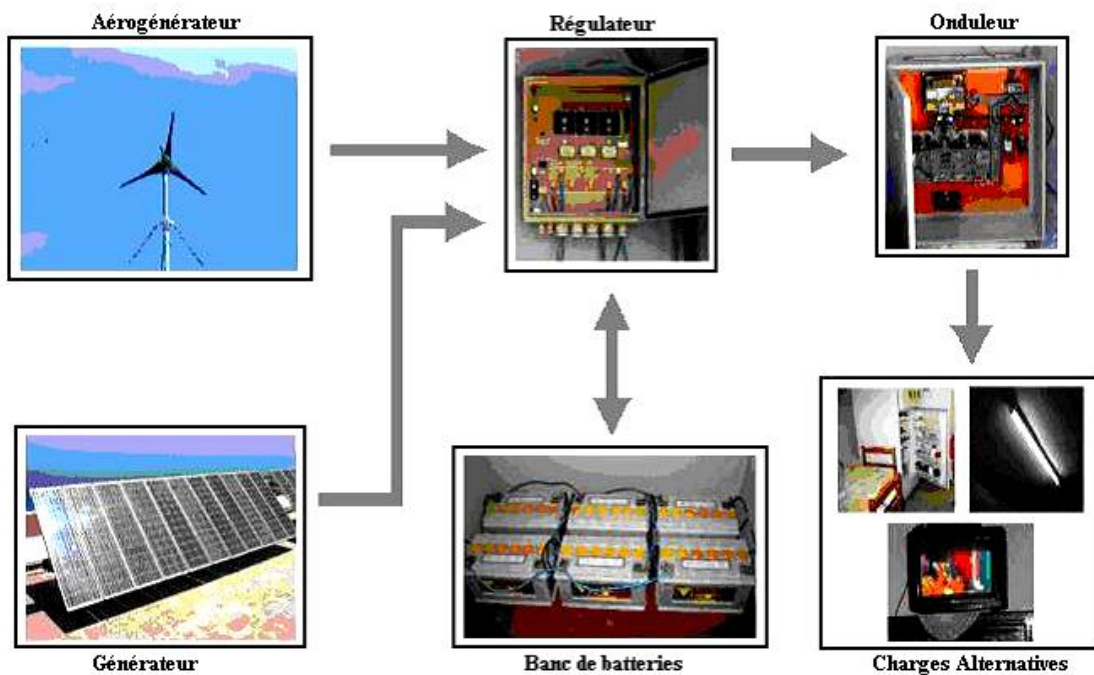 Aérogénérateur
Régulateur
Onduleur
Générateur
Banc de batteries
Charges Alternatives